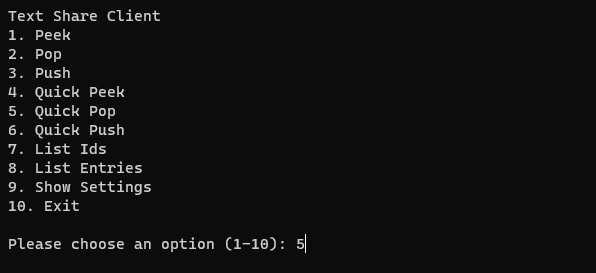 Text Share Client
1. Peek
2. Pop
3. Push
4. Quick Peek
5. Quick Pop
6. Quick Push
7. List Ids
8. List Entries
9. Show Settings
10. Exit
Please choose an option (1-10): 5